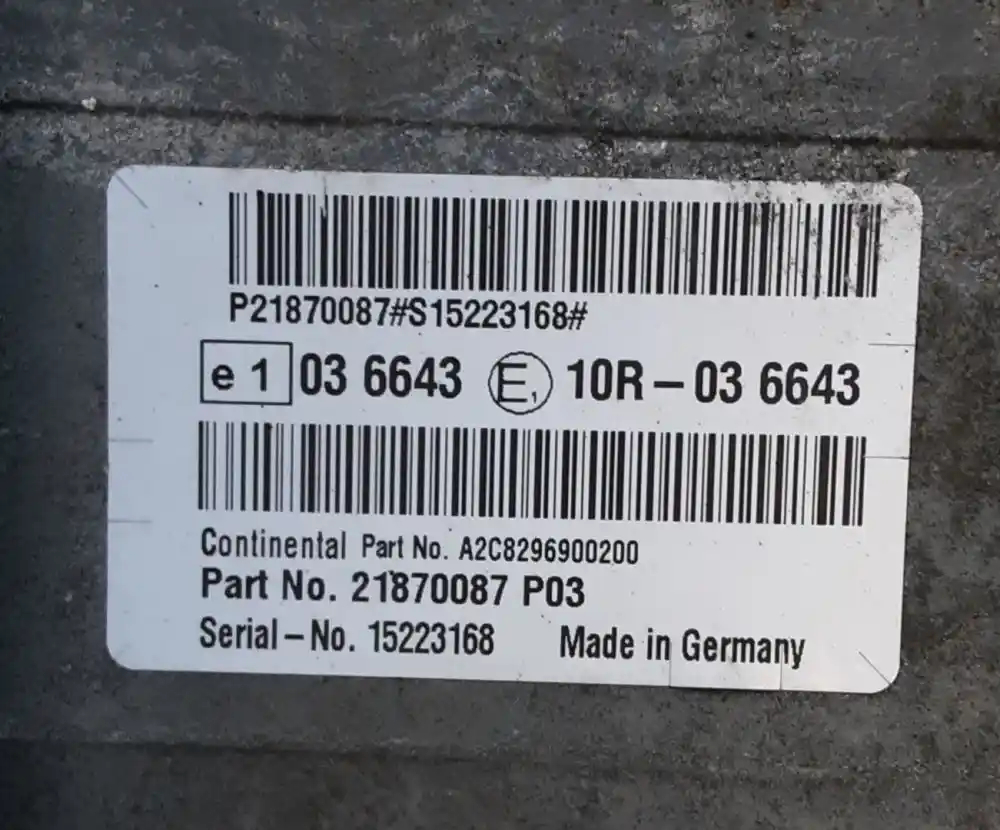 P21870087#S15223168#
e 1 03 6643 E1 10R – 03 6643
Continental Part No. A2C8296900200
Part No. 21870087 P03
Serial – No. 15223168 Made in Germany